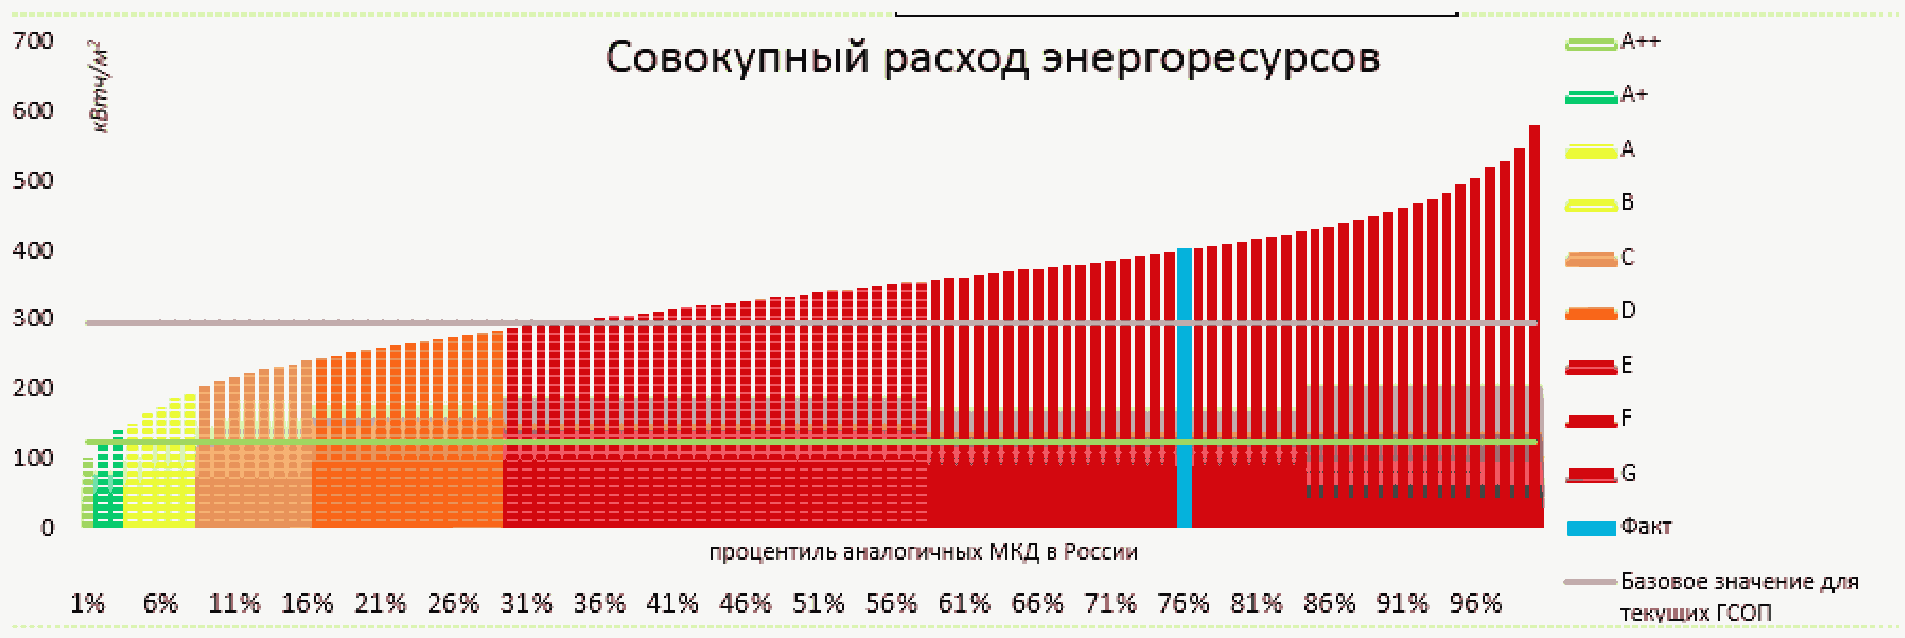 Совокупный расход энергоресурсов
кВтч/м²
700
600
500
400
300
200
100
0
процентиль аналогичных МКД в России
1% 6% 11% 16% 21% 26% 31% 36% 41% 46% 51% 56% 61% 66% 71% 76% 81% 86% 91% 96%
A++
A+
A
B
C
D
E
F
G
Факт
Базовое значение для
текущих ГСОП